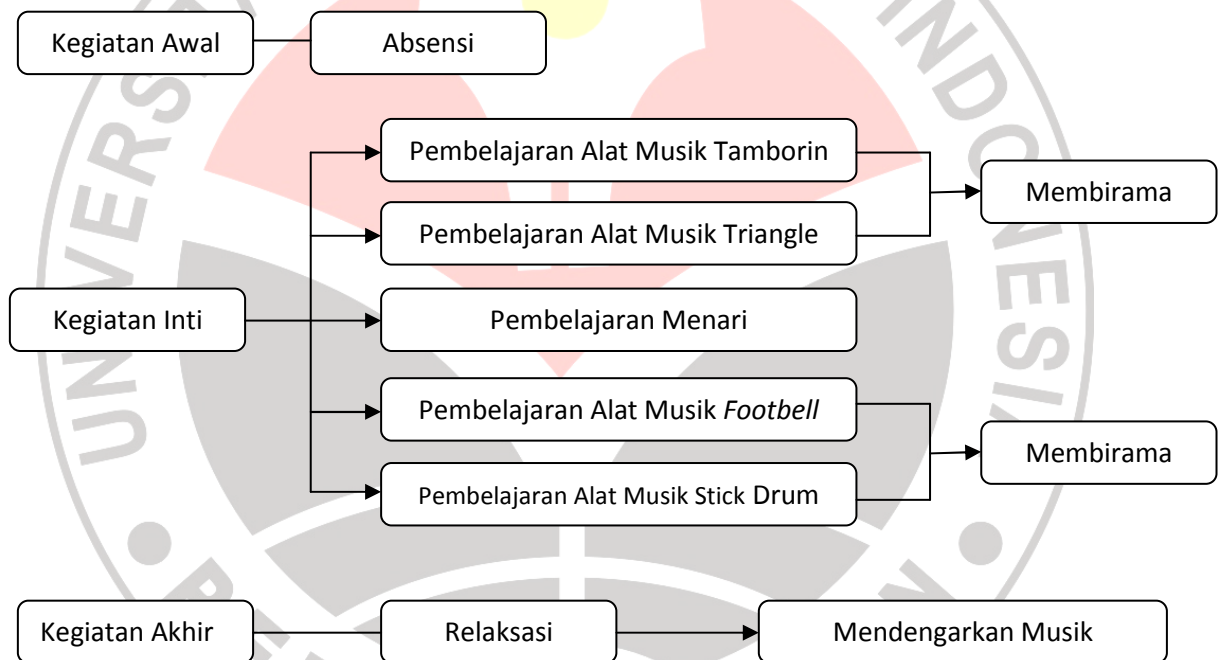 Kegiatan Awal
Absensi
Pembelajaran Alat Musik Tamborin
Pembelajaran Alat Musik Triangle
Membirama
Kegiatan Inti
Pembelajaran Menari
Pembelajaran Alat Musik Footbell
Pembelajaran Alat Musik Stick Drum
Membirama
Kegiatan Akhir
Relaksasi
Mendengarkan Musik